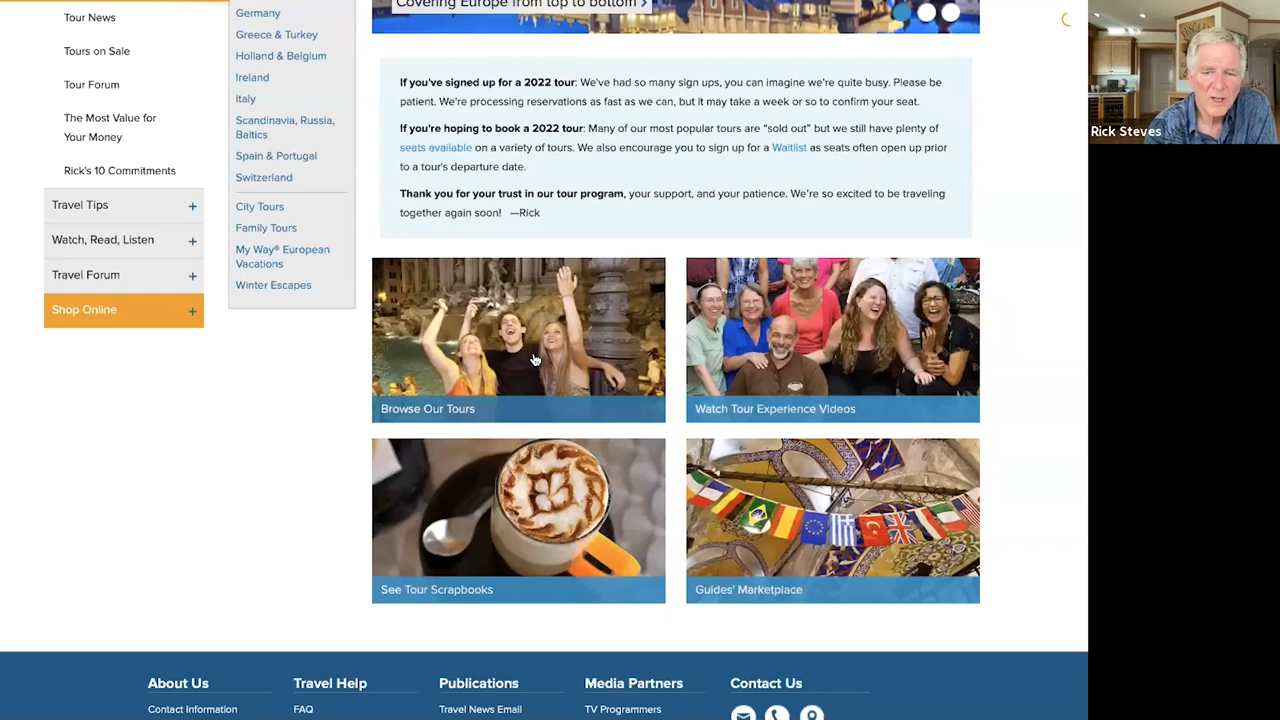 Tour News
Tours on Sale
Tour Forum
The Most Value for
Your Money
Rick's 10 Commitments
Travel Tips +
Watch, Read, Listen +
Travel Forum +
Shop Online +
Germany
Greece & Turkey
Holland & Belgium
Ireland
Italy
Scandinavia, Russia,
Baltics
Spain & Portugal
Switzerland
City Tours
Family Tours
My Way® European
Vacations
Winter Escapes
Covering Europe from top to bottom ›
If you've signed up for a 2022 tour: We've had so many sign ups, you can imagine we're quite busy. Please be
patient. We're processing reservations as fast as we can, but it may take a week or so to confirm your seat.
If you're hoping to book a 2022 tour: Many of our most popular tours are "sold out" but we still have plenty of
seats available on a variety of tours. We also encourage you to sign up for a Waitlist as seats often open up prior
to a tour's departure date.
Thank you for your trust in our tour program, your support, and your patience. We're so excited to be traveling
together again soon! —Rick
Browse Our Tours
Watch Tour Experience Videos
See Tour Scrapbooks
Guides' Marketplace
About Us
Contact Information
Travel Help
FAQ
Publications
Travel News Email
Media Partners
TV Programmers
Contact Us
Rick Steves